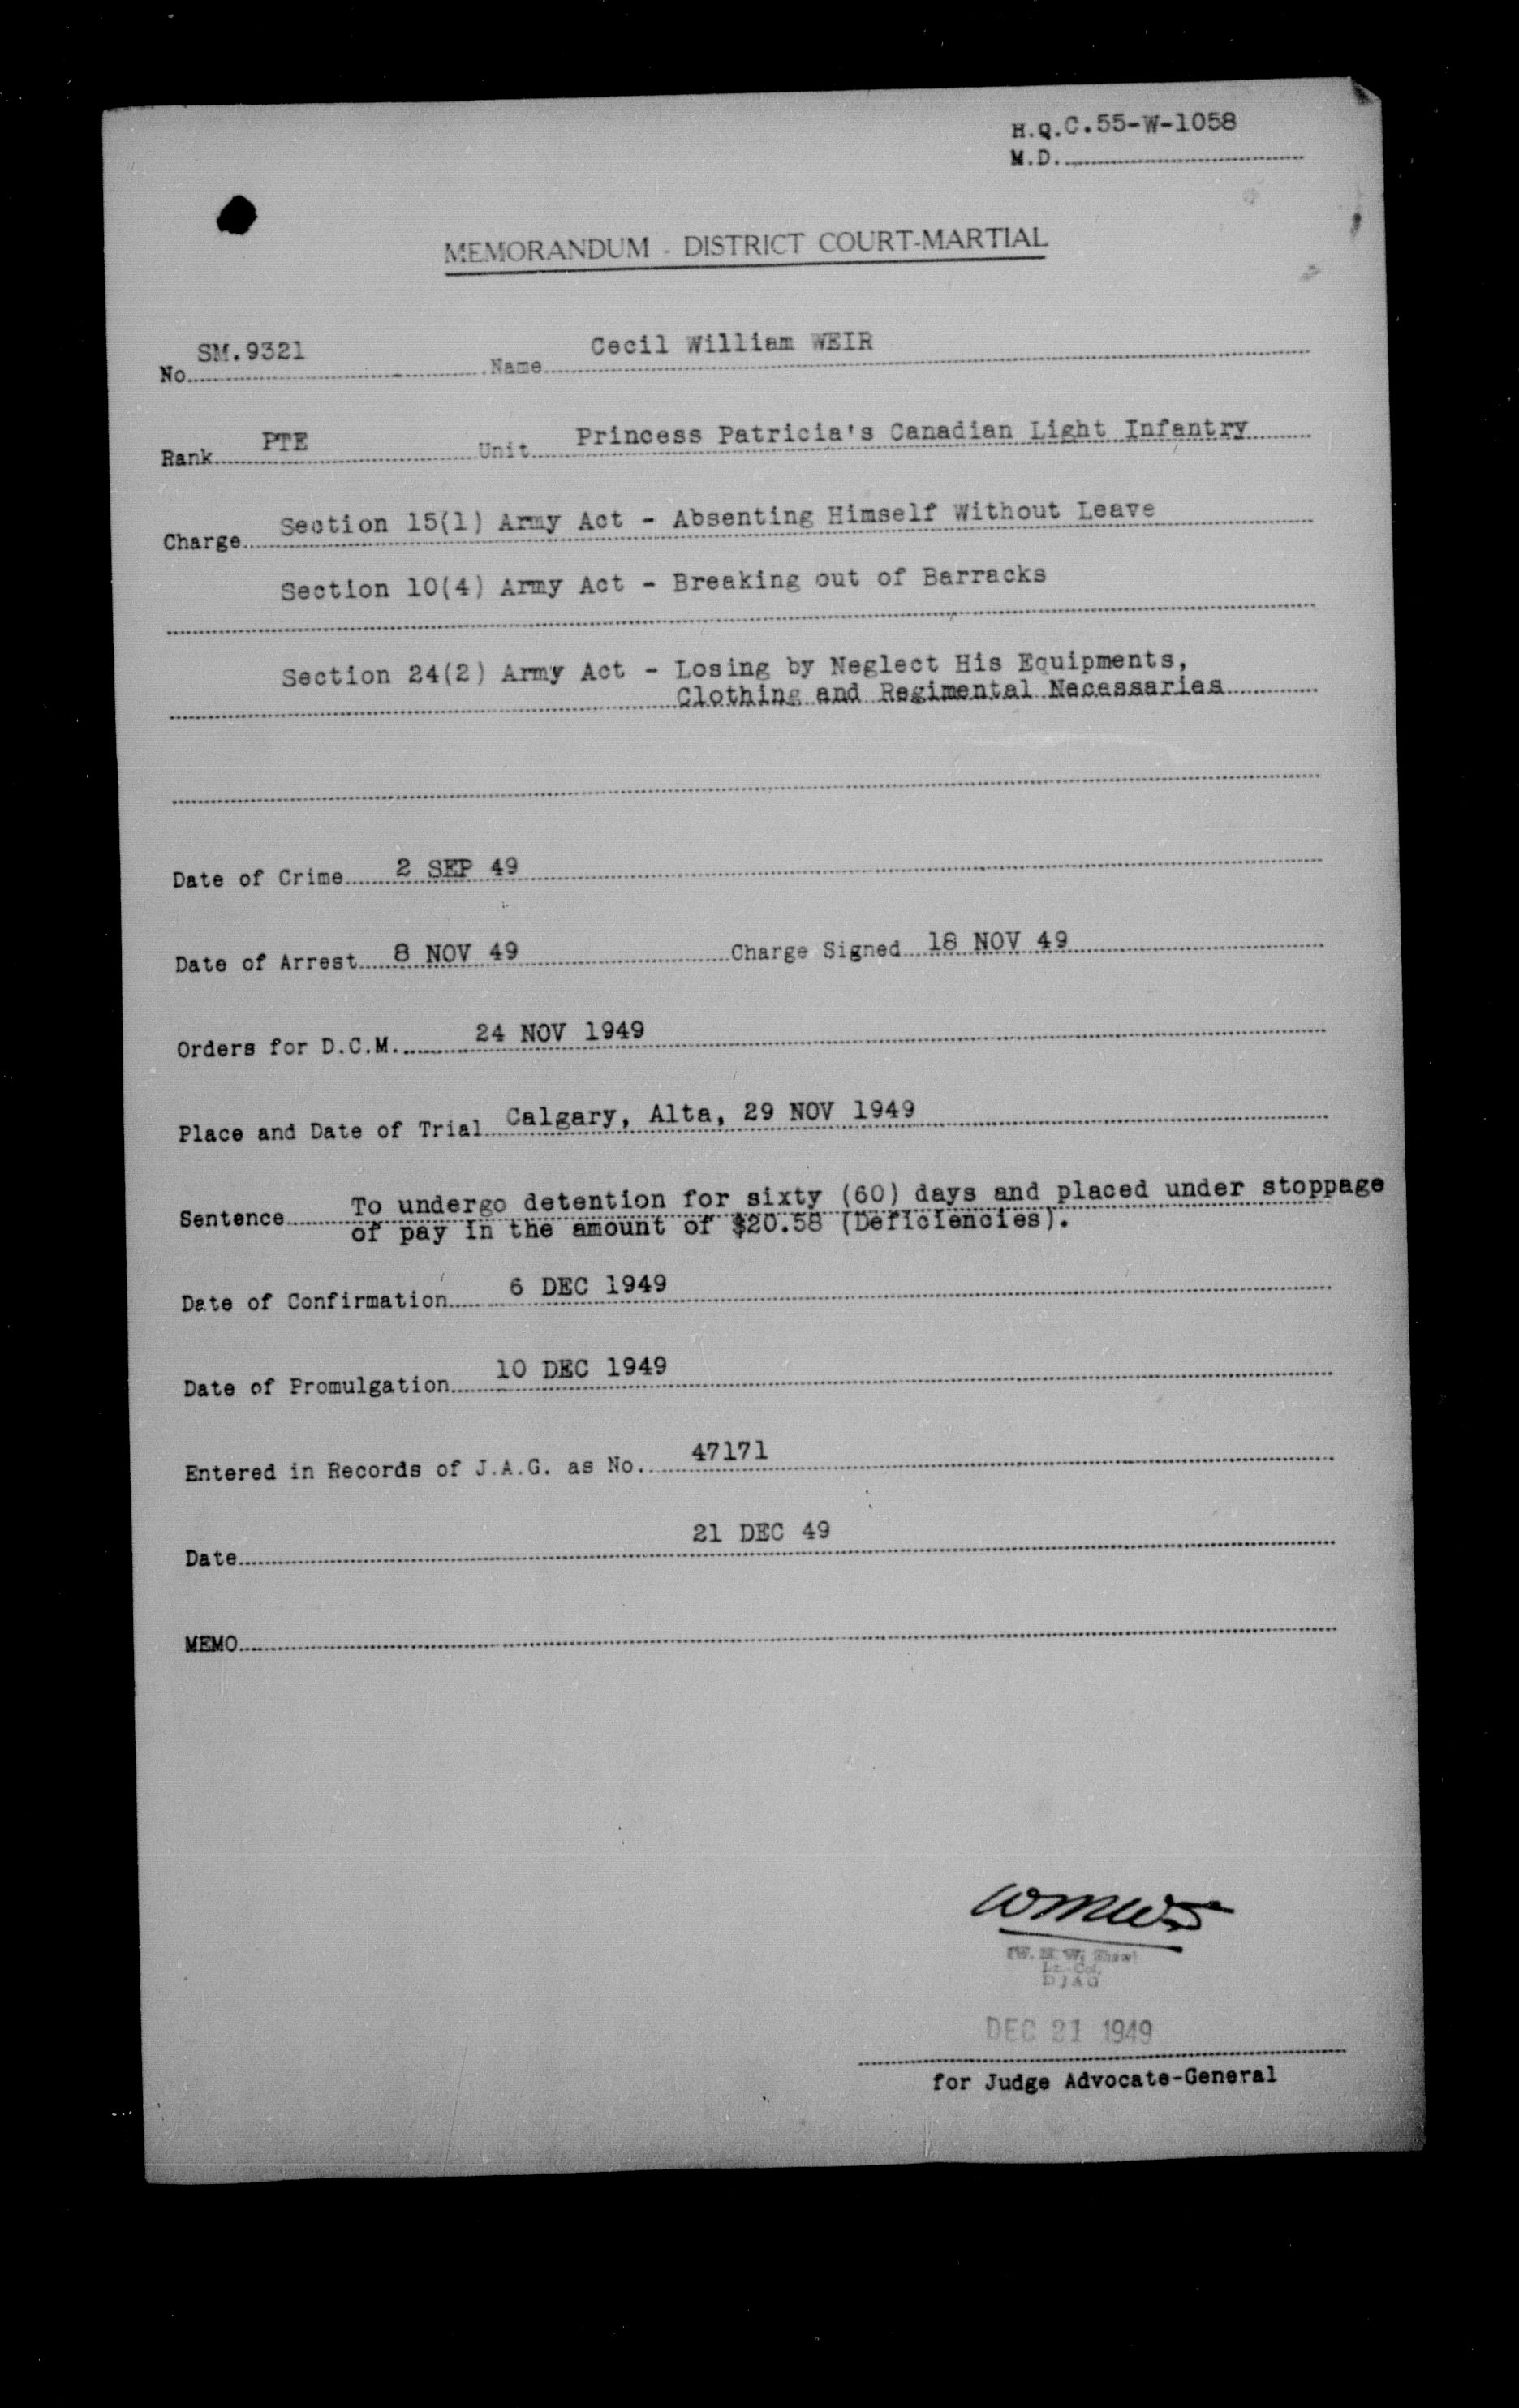 H.Q.C.55-W-1058
M.D.
MEMORANDUM - DISTRICT COURT-MARTIAL
No. SM.9321 Name Cecil William WEIR
Rank PTE Unit Princess Patricia's Canadian Light Infantry
Charge Section 15(1) Army Act - Absenting Himself Without Leave
Section 10(4) Army Act - Breaking out of Barracks
Section 24(2) Army Act - Losing by Neglect His Equipments,
Clothing and Regimental Necessaries
Date of Crime 2 SEP 49
Date of Arrest 8 NOV 49 Charge Signed 18 NOV 49
Orders for D.C.M. 24 NOV 1949
Place and Date of Trial Calgary, Alta, 29 NOV 1949
Sentence To undergo detention for sixty (60) days and placed under stoppage
of pay in the amount of $20.58 (Deficiencies).
Date of Confirmation 6 DEC 1949
Date of Promulgation 10 DEC 1949
Entered in Records of J.A.G. as No. 47171
Date 21 DEC 49
MEMO
(W. M. W. Shaw)
Lt.-Col.
DJAG
DEC 21 1949
for Judge Advocate-General